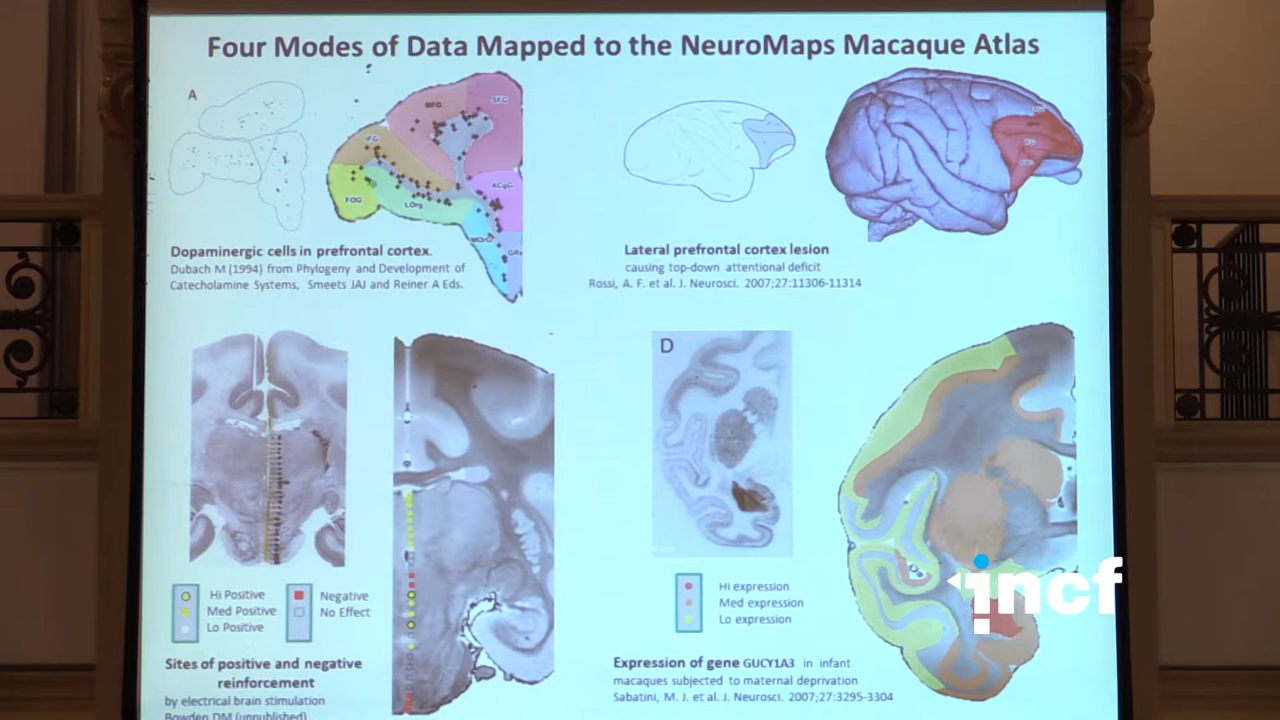 Four Modes of Data Mapped to the NeuroMaps Macaque Atlas
A
MFG
SFG
IFG
FOG
LOrg
ACgG
MOrG
Dopaminergic cells in prefrontal cortex.
Dubach M (1994) from Phylogeny and Development of
Catecholamine Systems, Smeets JAJ and Reiner A Eds.
Lateral prefrontal cortex lesion
causing top-down attentional deficit
Rossi, A. F. et al. J. Neurosci. 2007;27:11306-11314
Hi Positive
Med Positive
Lo Positive
Negative
No Effect
Sites of positive and negative
reinforcement
by electrical brain stimulation
Bowden DM (unpublished)
D
Hi expression
Med expression
Lo expression
Expression of gene GUCY1A3 in infant
macaques subjected to maternal deprivation
Sabatini, M. J. et al. J. Neurosci. 2007;27:3295-3304
incf